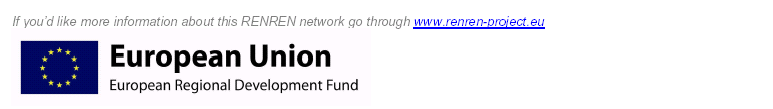 If you'd like more information about this RENREN network go through www.renren-project.eu
European Union
European Regional Development Fund